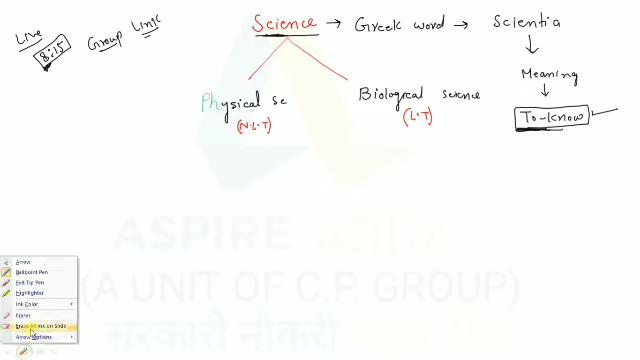 Live
8:15
Group Link
Science → Greek word → Scientia
Meaning
To-know
Physical Sc
(N.L.T)
Biological science
(L.T)
ASPIRE ADDA
(A UNIT OF C.P. GROUP)
सरकारी नौकरी
Arrow
Ballpoint Pen
Felt Tip Pen
Highlighter
Ink Color
Eraser
Erase All Ink on Slide
Arrow Options